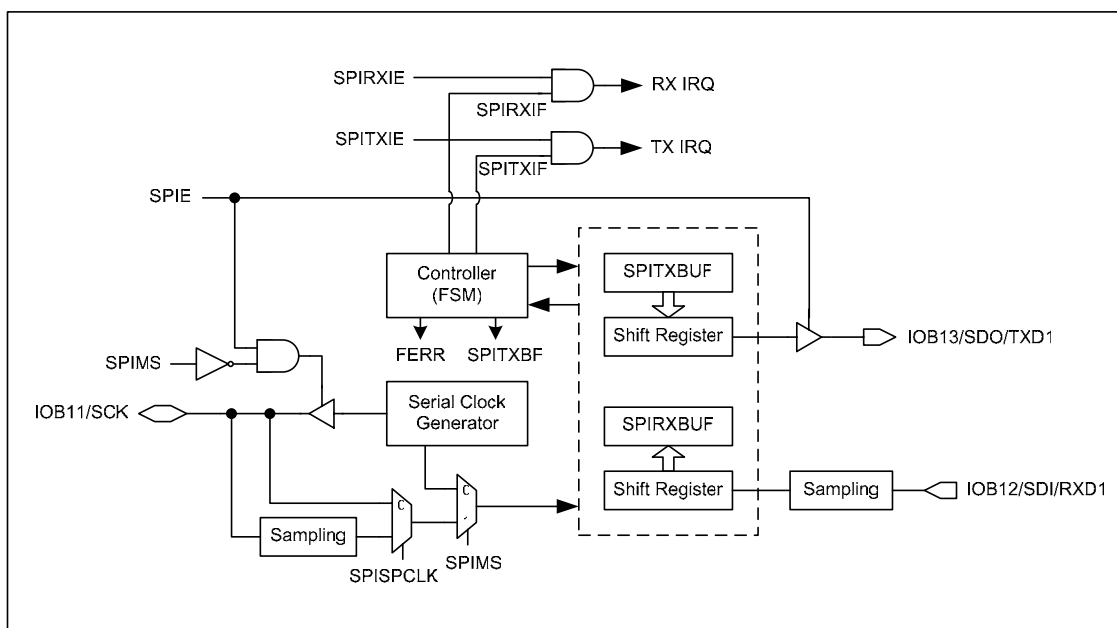 SPIRXIE
SPIRXIF
RX IRQ
SPITXIE
SPITXIF
TX IRQ
SPIE
Controller
(FSM)
SPITXBUF
Shift Register
IOB13/SDO/TXD1
FERR
SPITXBF
SPIMS
IOB11/SCK
Serial Clock
Generator
SPIRXBUF
Shift Register
Sampling
IOB12/SDI/RXD1
C
C
Sampling
SPISPCLK
SPIMS